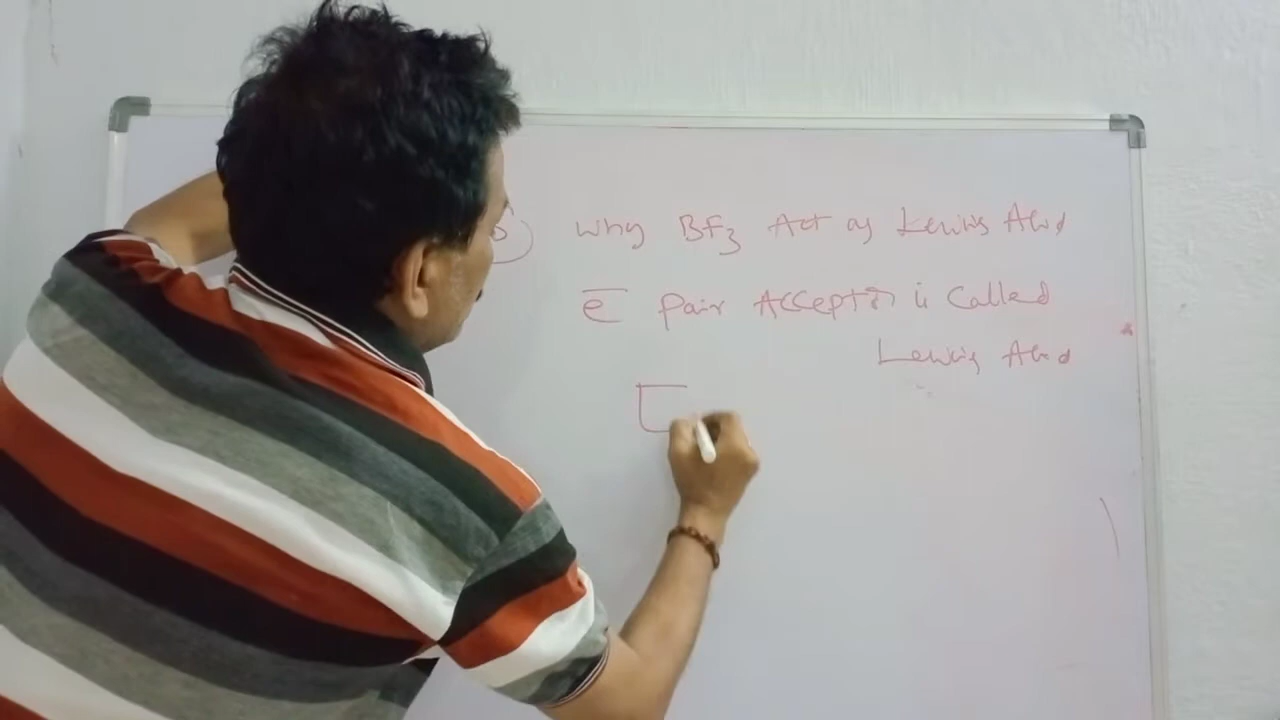 Why BF3 Act as Lewis Acid
e̅ Pair Acceptor is Called
Lewis Acid